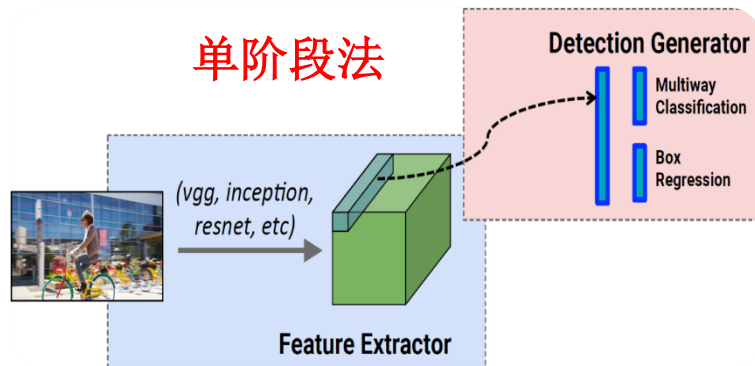 单阶段法
Detection Generator
Multiway
Classification
Box
Regression
(vgg, inception,
resnet, etc)
Feature Extractor